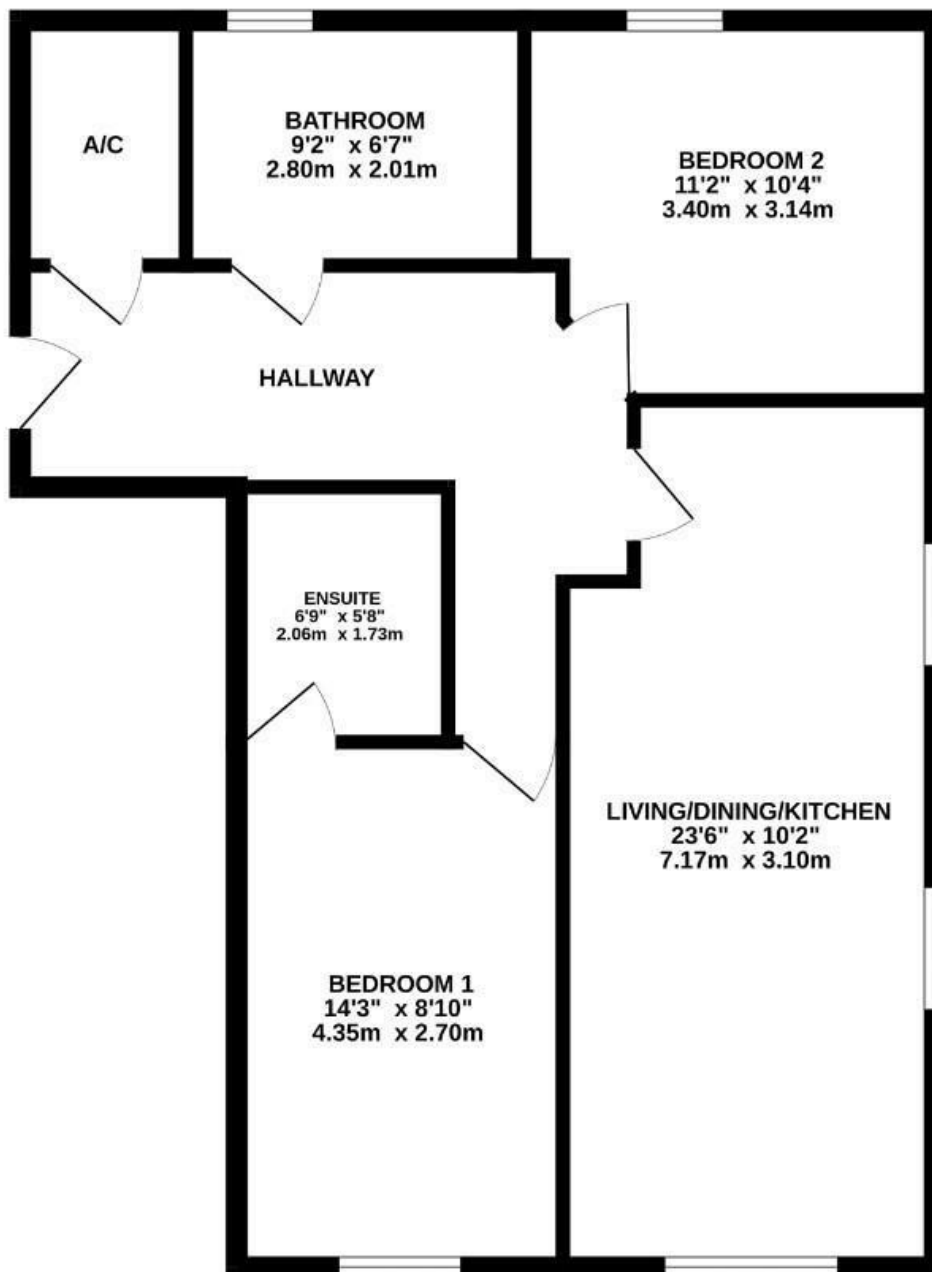 A/C
BATHROOM
9'2" x 6'7"
2.80m x 2.01m
BEDROOM 2
11'2" x 10'4"
3.40m x 3.14m
HALLWAY
ENSUITE
6'9" x 5'8"
2.06m x 1.73m
LIVING/DINING/KITCHEN
23'6" x 10'2"
7.17m x 3.10m
BEDROOM 1
14'3" x 8'10"
4.35m x 2.70m